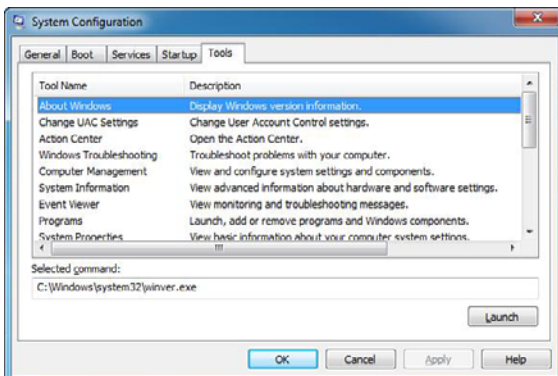 System Configuration
General Boot Services Startup Tools
Tool Name Description
About Windows Display Windows version information.
Change UAC Settings Change User Account Control settings.
Action Center Open the Action Center.
Windows Troubleshooting Troubleshoot problems with your computer.
Computer Management View and configure system settings and components.
System Information View advanced information about hardware and software settings.
Event Viewer View monitoring and troubleshooting messages.
Programs Launch, add or remove programs and Windows components.
System Properties View basic information about your computer system settings.
Selected command:
C:\Windows\system32\winver.exe
Launch
OK Cancel Apply Help